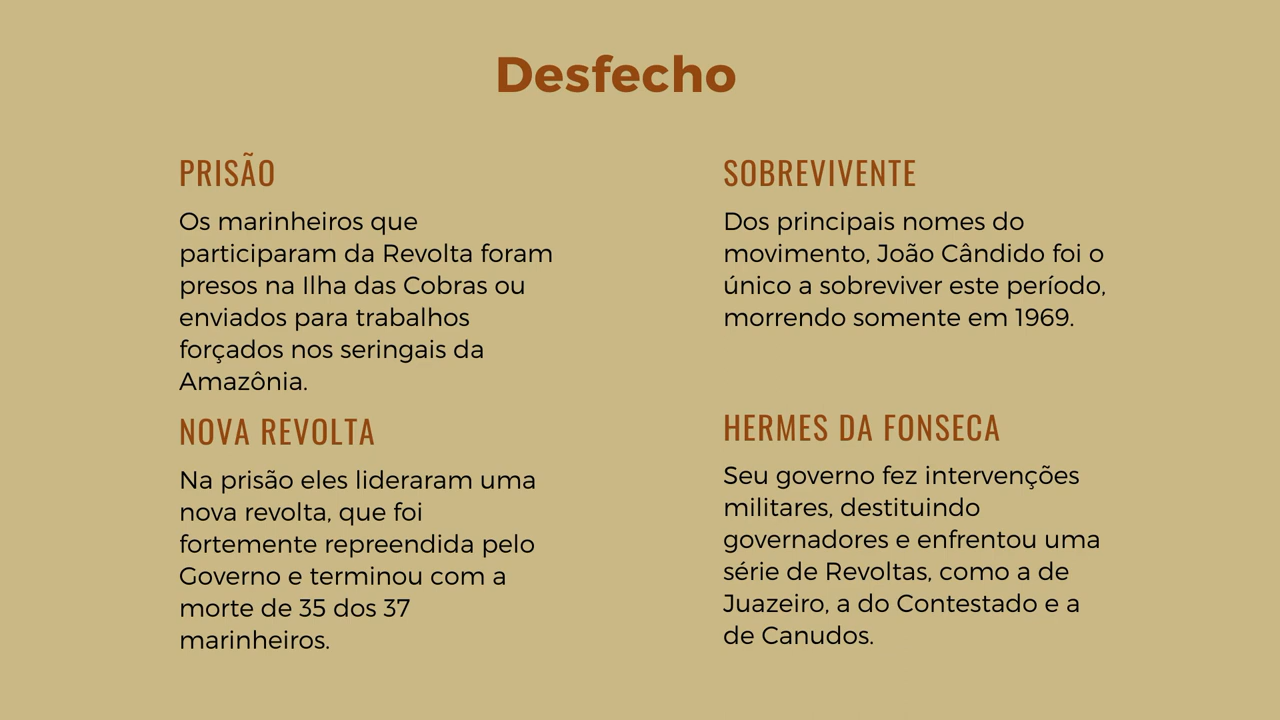 Desfecho
PRISÃO
Os marinheiros que
participaram da Revolta foram
presos na Ilha das Cobras ou
enviados para trabalhos
forçados nos seringais da
Amazônia.
NOVA REVOLTA
Na prisão eles lideraram uma
nova revolta, que foi
fortemente repreendida pelo
Governo e terminou com a
morte de 35 dos 37
marinheiros.
SOBREVIVENTE
Dos principais nomes do
movimento, João Cândido foi o
único a sobreviver este período,
morrendo somente em 1969.
HERMES DA FONSECA
Seu governo fez intervenções
militares, destituindo
governadores e enfrentou uma
série de Revoltas, como a de
Juazeiro, a do Contestado e a
de Canudos.